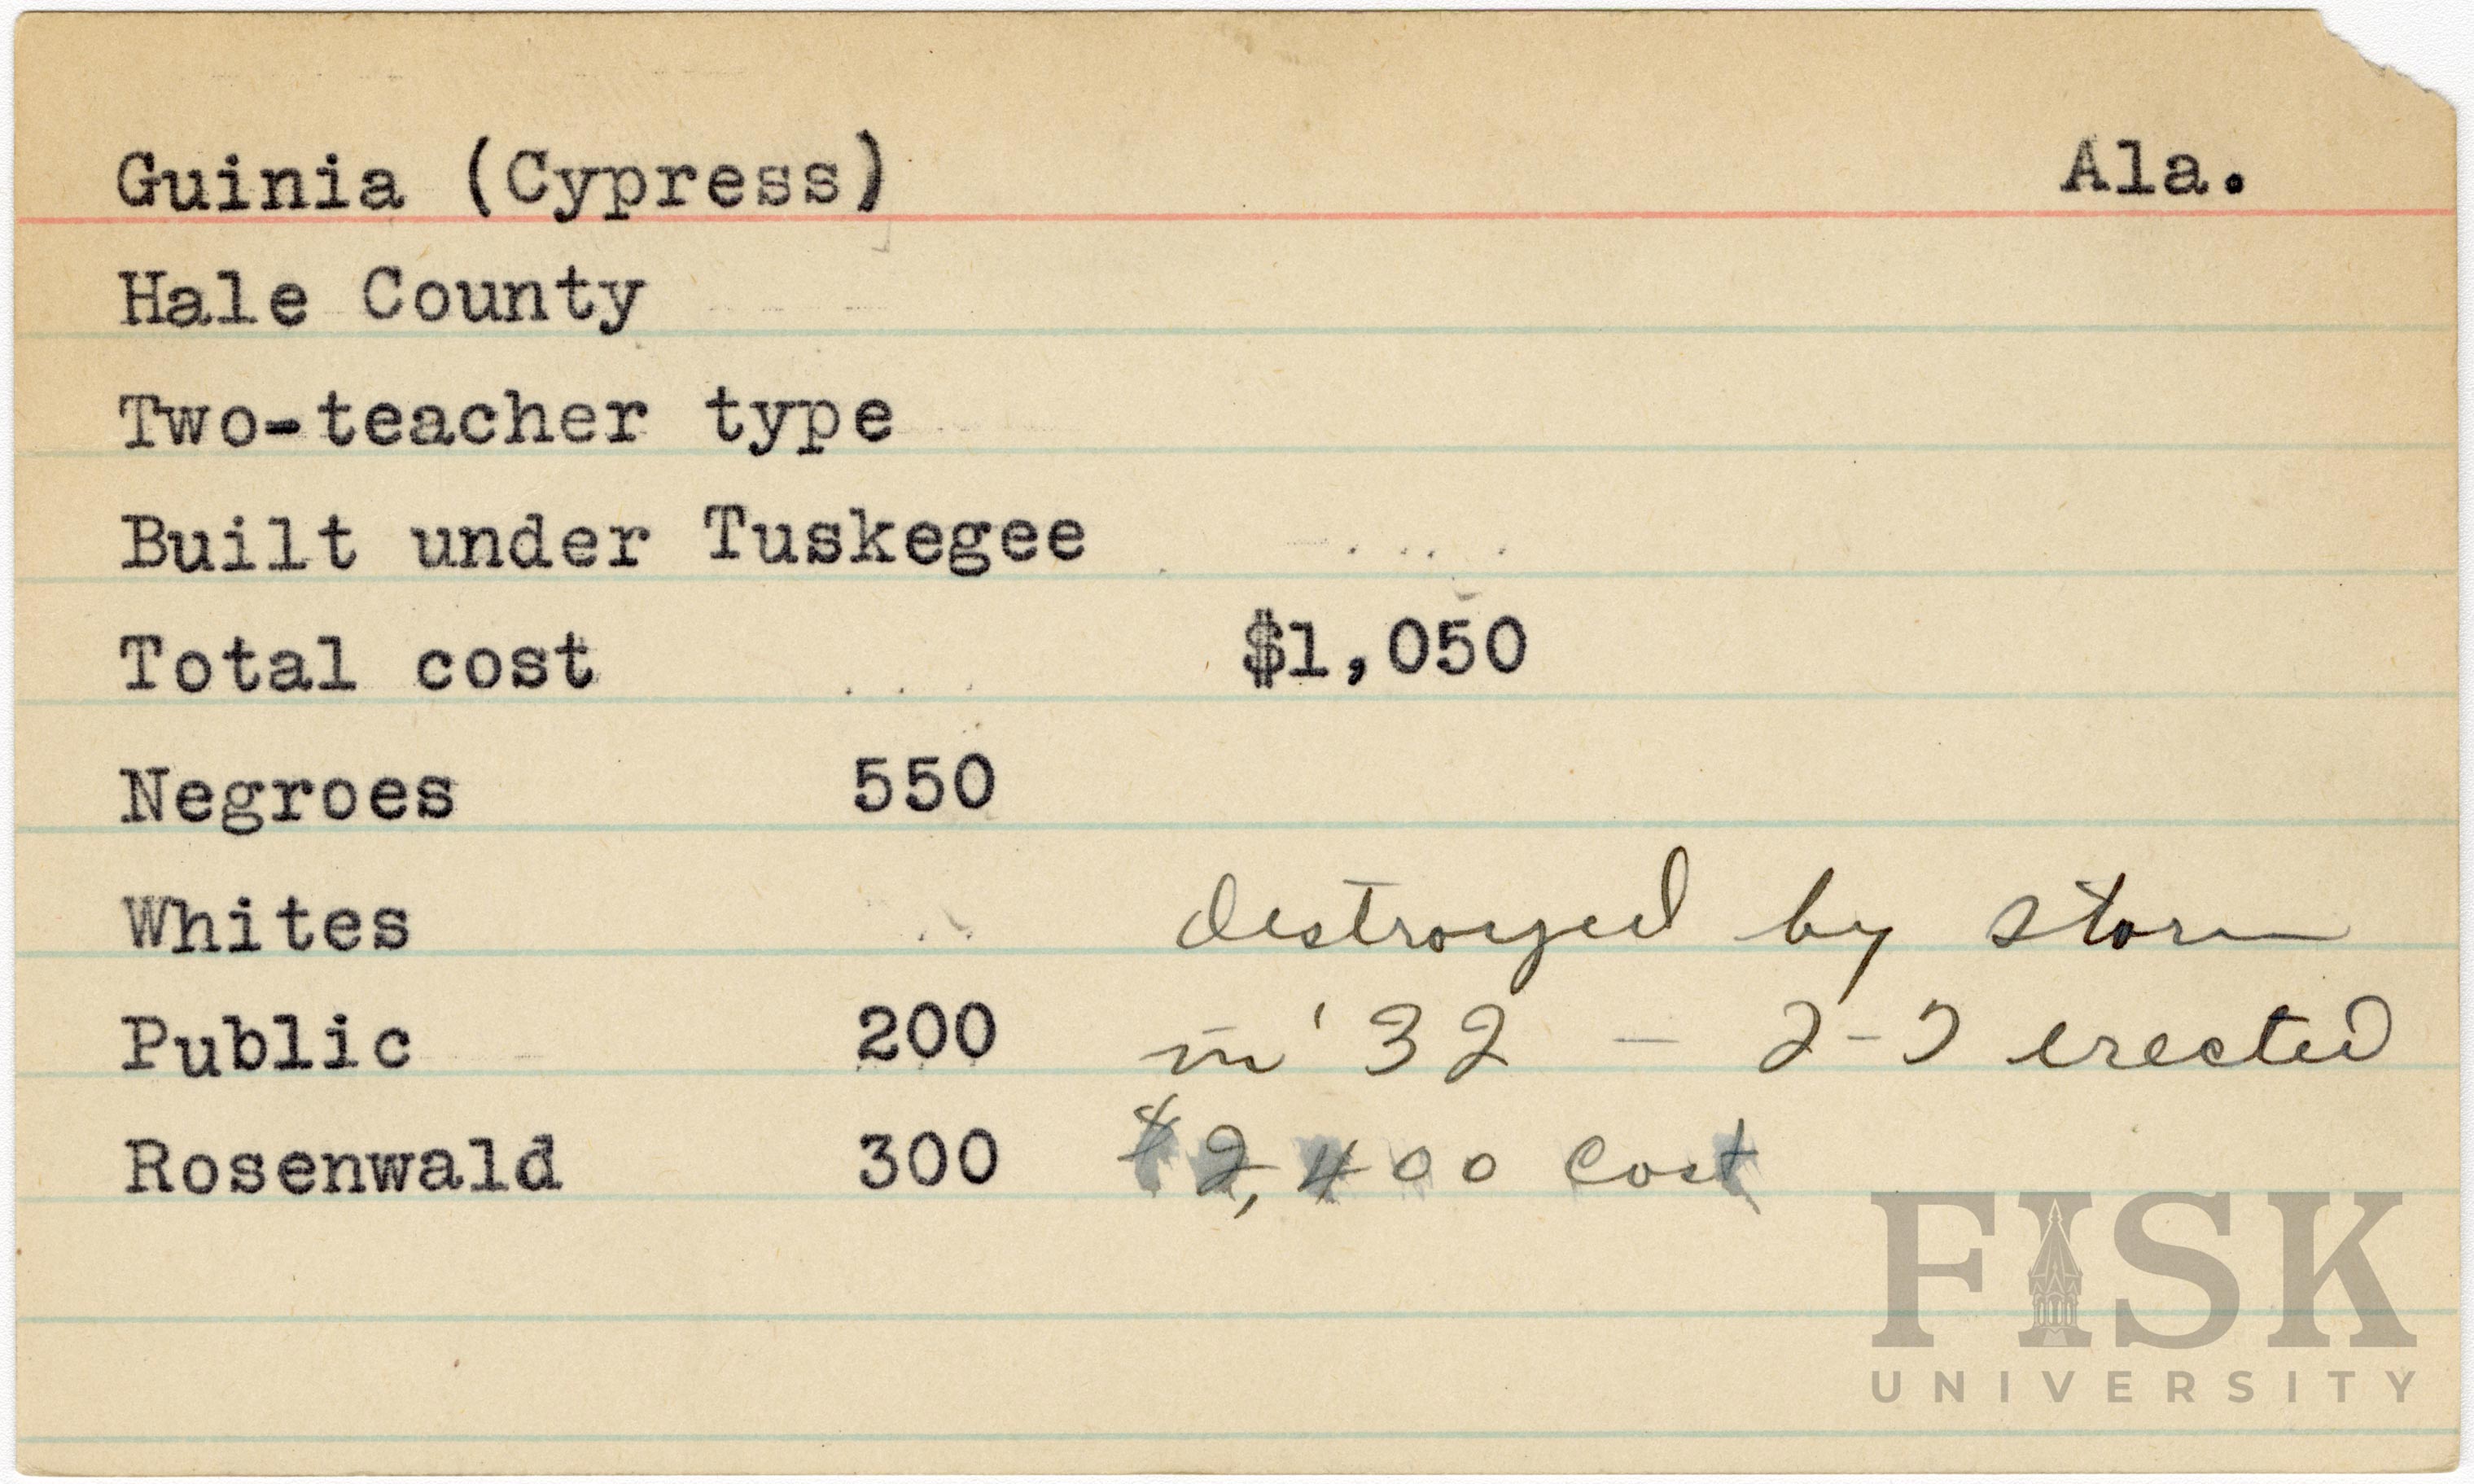 Guinia (Cypress) Ala.
Hale County
Two-teacher type
Built under Tuskegee
Total cost $1,050
Negroes 550
Whites
destroyed by storm
Public 200
in '32 — 2-T erected
Rosenwald 300
$2,400 cost
FISK
UNIVERSITY